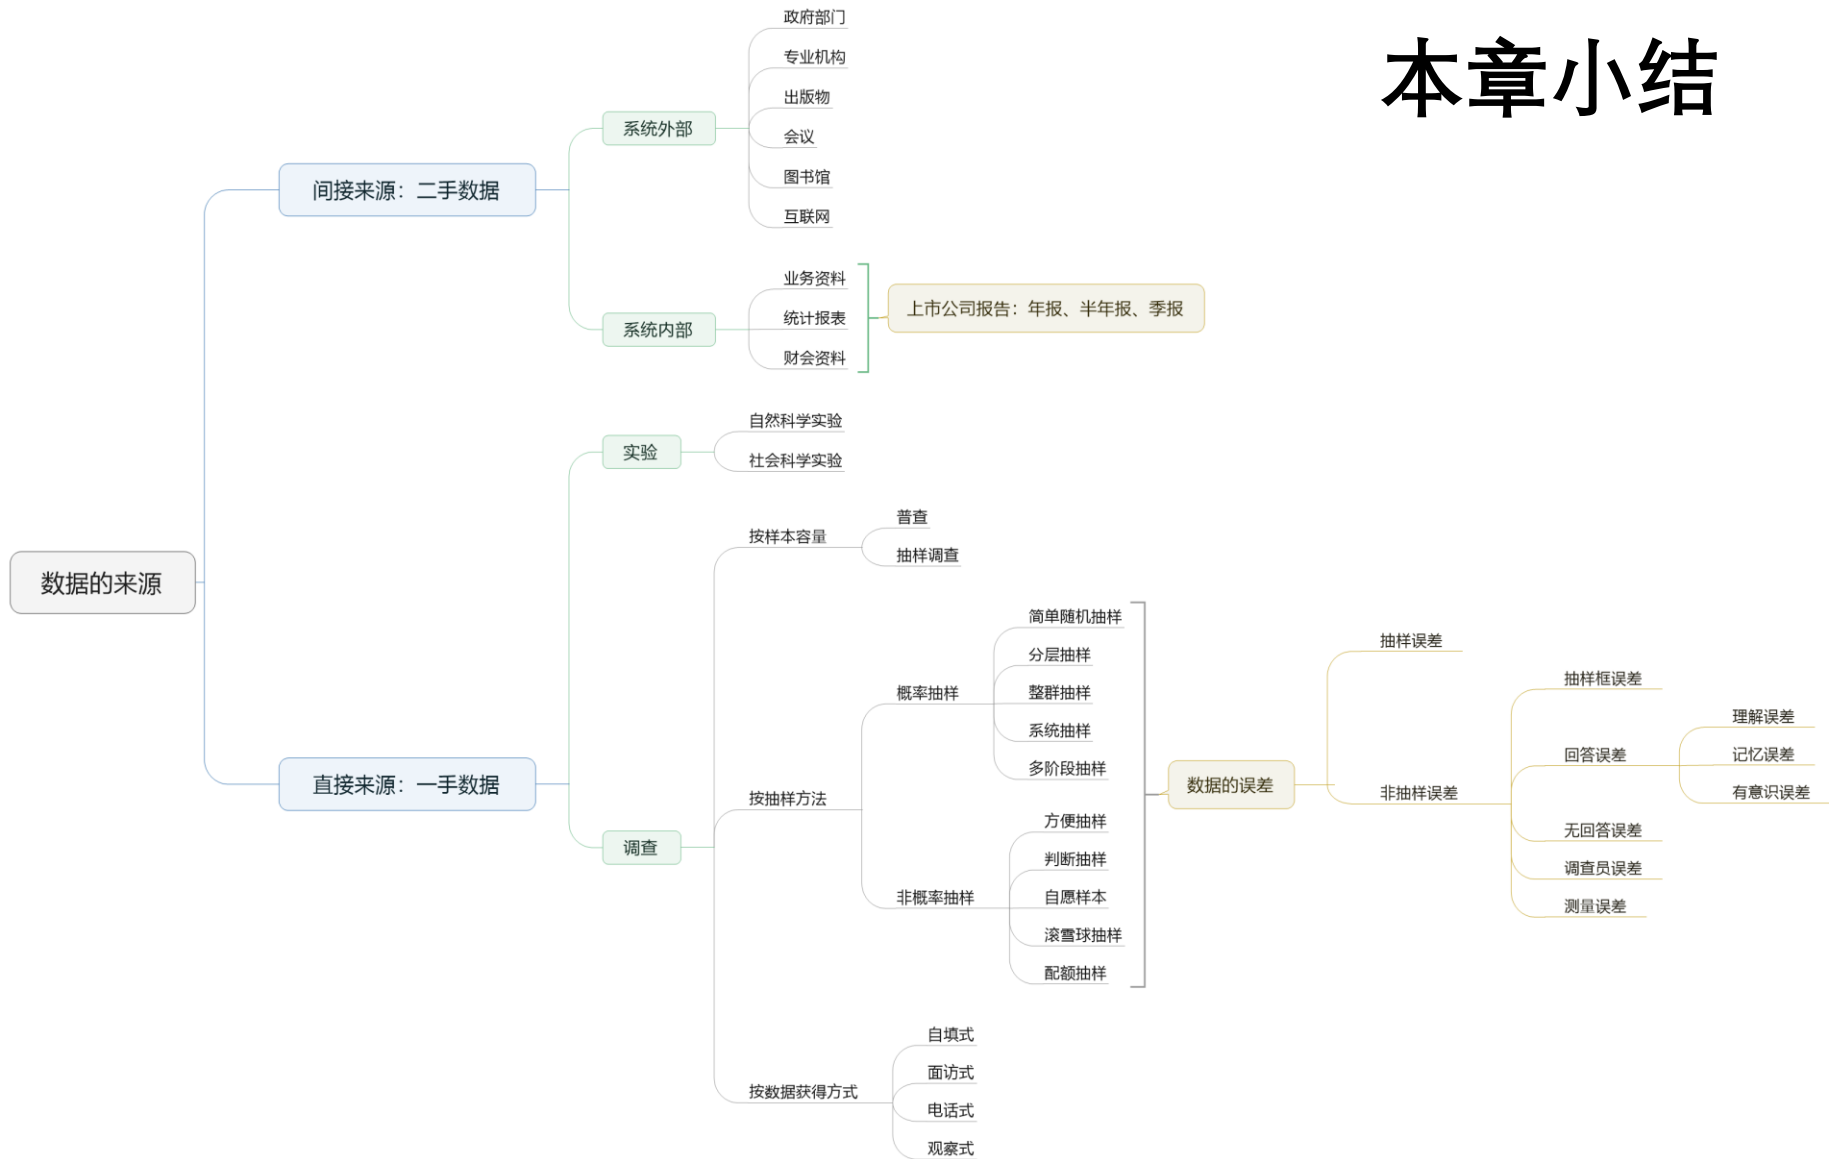 本章小结
数据的来源
间接来源：二手数据
系统外部
政府部门
专业机构
出版物
会议
图书馆
互联网
系统内部
业务资料
统计报表
财会资料
上市公司报告：年报、半年报、季报
直接来源：一手数据
实验
自然科学实验
社会科学实验
调查
按样本容量
普查
抽样调查
按抽样方法
概率抽样
简单随机抽样
分层抽样
整群抽样
系统抽样
多阶段抽样
非概率抽样
方便抽样
判断抽样
自愿样本
滚雪球抽样
配额抽样
数据的误差
抽样误差
非抽样误差
抽样框误差
回答误差
理解误差
记忆误差
有意识误差
无回答误差
调查员误差
测量误差
按数据获得方式
自填式
面访式
电话式
观察式